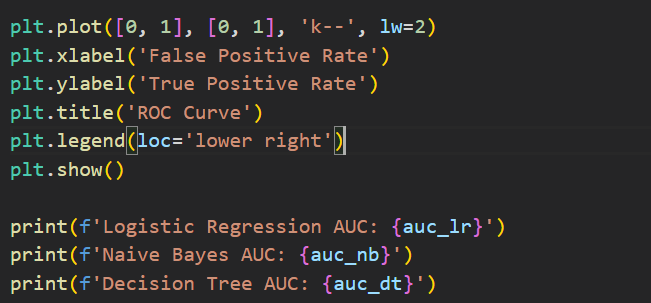 plt.plot([0, 1], [0, 1], 'k--', lw=2)
plt.xlabel('False Positive Rate')
plt.ylabel('True Positive Rate')
plt.title('ROC Curve')
plt.legend(loc='lower right')
plt.show()
print(f'Logistic Regression AUC: {auc_lr}')
print(f'Naive Bayes AUC: {auc_nb}')
print(f'Decision Tree AUC: {auc_dt}')